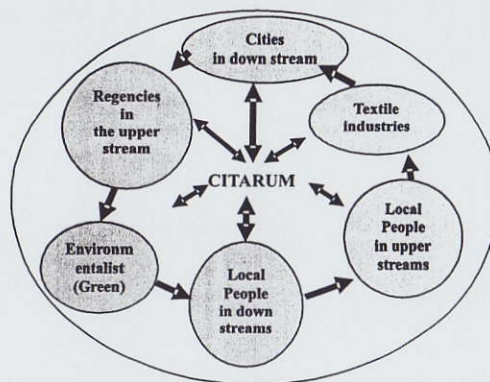 Cities
in down stream
Regencies
in
the upper
stream
Textile
industries
CITARUM
Environm
entalist
(Green)
Local
People
in down
streams
Local
People
in upper
streams